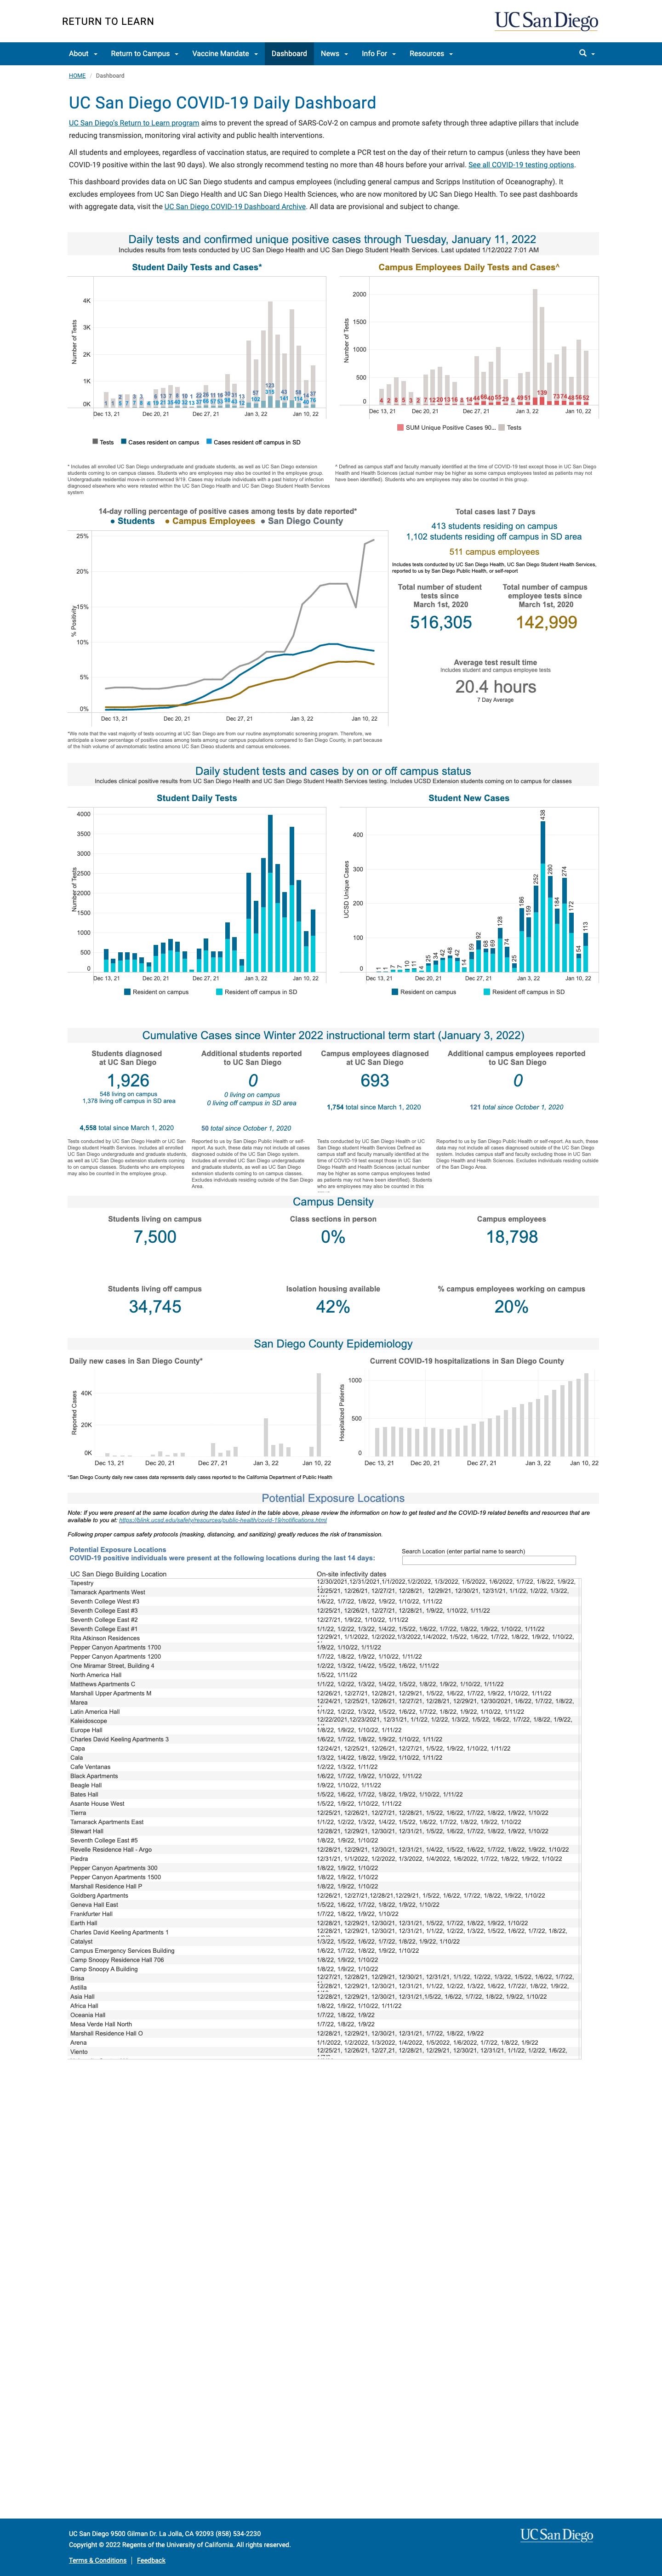 RETURN TO LEARN
UC San Diego
About
Return to Campus
Vaccine Mandate
Dashboard
News
Info For
Resources
HOME / Dashboard
UC San Diego COVID-19 Daily Dashboard
UC San Diego's Return to Learn program aims to prevent the spread of SARS-CoV-2 on campus and promote safety through three adaptive pillars that include
reducing transmission, monitoring viral activity and public health interventions.
All students and employees, regardless of vaccination status, are required to complete a PCR test on the day of their return to campus (unless they have been
COVID-19 positive within the last 90 days). We also strongly recommend testing no more than 48 hours before your arrival. See all COVID-19 testing options.
This dashboard provides data on UC San Diego students and campus employees (including general campus and Scripps Institution of Oceanography). It
excludes employees from UC San Diego Health and UC San Diego Health Sciences, who are now monitored by UC San Diego Health. To see past dashboards
with aggregate data, visit the UC San Diego COVID-19 Dashboard Archive. All data are provisional and subject to change.
Daily tests and confirmed unique positive cases through Tuesday, January 11, 2022
Includes results from tests conducted by UC San Diego Health and UC San Diego Student Health Services. Last updated 1/12/2022 7:01 AM
Student Daily Tests and Cases*
Number of Tests
4K
3K
2K
1K
0K
Dec 13, 21 Dec 20, 21 Dec 27, 21 Jan 3, 22 Jan 10, 22
Tests Cases resident on campus Cases resident off campus in SD
Campus Employees Daily Tests and Cases^
Number of Tests
2000
1500
1000
500
0
Dec 13, 21 Dec 20, 21 Dec 27, 21 Jan 3, 22 Jan 10, 22
SUM Unique Positive Cases 90... Tests
* Includes all enrolled UC San Diego undergraduate and graduate students, as well as UC San Diego extension
students coming to on-campus classes. Students who are employees may also be counted in the employee group.
Undergraduate residential move-in commenced 9/19. Cases may include individuals with a past history of infection
diagnosed elsewhere who were retested within the UC San Diego Health and UC San Diego Student Health Services
system
^ Defined as campus staff and faculty manually identified at the time of COVID-19 test except those in UC San Diego
Health and Health Sciences (actual number may be higher as some campus employees tested as patients may not
have been identified). Students who are employees may also be counted in this group.
14-day rolling percentage of positive cases among tests by date reported*
Students Campus Employees San Diego County
% Positivity
25%
20%
15%
10%
5%
0%
Dec 13, 21 Dec 20, 21 Dec 27, 21 Jan 3, 22 Jan 10, 22
*We note that the vast majority of tests occurring at UC San Diego are from our routine asymptomatic screening program. Therefore, we
anticipate a lower percentage of positive cases among tests among our campus populations compared to San Diego County, in part because
of the high volume of asymptomatic testing among UC San Diego students and campus employees.
Total cases last 7 Days
413 students residing on campus
1,102 students residing off campus in SD area
511 campus employees
Includes tests conducted by UC San Diego Health, UC San Diego Student Health Services,
reported to us by San Diego Public Health, or self-report
Total number of student
tests since
March 1st, 2020
516,305
Total number of campus
employee tests since
March 1st, 2020
142,999
Average test result time
Includes student and campus employee tests
20.4 hours
7 Day Average
Daily student tests and cases by on or off campus status
Includes clinical positive results from UC San Diego Health and UC San Diego Student Health Services testing. Includes UCSD Extension students coming to on campus for classes
Student Daily Tests
Number of Tests
4000
3500
3000
2500
2000
1500
1000
500
0
Dec 13, 21 Dec 20, 21 Dec 27, 21 Jan 3, 22 Jan 10, 22
Resident on campus Resident off campus in SD
Student New Cases
UCSD Unique Cases
400
300
200
100
0
1 1 7 7 10 11 14 25 34 42 48 42 14 59 92 68 69 128 74 25 186 159 252 438 280 184 274 172 54 113
Dec 13, 21 Dec 20, 21 Dec 27, 21 Jan 3, 22 Jan 10, 22
Resident on campus Resident off campus in SD
Cumulative Cases since Winter 2022 instructional term start (January 3, 2022)
Students diagnosed
at UC San Diego
1,926
548 living on campus
1,378 living off campus in SD area
4,558 total since March 1, 2020
Additional students reported
to UC San Diego
0
0 living on campus
0 living off campus in SD area
50 total since October 1, 2020
Campus employees diagnosed
at UC San Diego
693
1,754 total since March 1, 2020
Additional campus employees reported
to UC San Diego
0
121 total since October 1, 2020
Tests conducted by UC San Diego Health or UC San
Diego student Health Services. Includes all enrolled
UC San Diego undergraduate and graduate students,
as well as UC San Diego extension students coming
to on-campus classes. Students who are employees
may also be counted in the employee group.
Reported to us by San Diego Public Health or self-
report. As such, these data may not include all cases
diagnosed outside of the UC San Diego system.
Includes all enrolled UC San Diego undergraduate
and graduate students, as well as UC San Diego
extension students coming to on-campus classes.
Excludes individuals residing outside of the San Diego
Area.
Tests conducted by UC San Diego Health or UC
San Diego student Health Services Defined as
campus staff and faculty manually identified at the
time of COVID-19 test except those in UC San
Diego Health and Health Sciences (actual number
may be higher as some campus employees tested
as patients may not have been identified). Students
who are employees may also be counted in this
Reported to us by San Diego Public Health or self-report. As such, these
data may not include all cases diagnosed outside of the UC San Diego
system. Includes campus staff and faculty excluding those in UC San
Diego Health and Health Sciences. Excludes individuals residing outside
of the San Diego Area.
Campus Density
Students living on campus
7,500
Class sections in person
0%
Campus employees
18,798
Students living off campus
34,745
Isolation housing available
42%
% campus employees working on campus
20%
San Diego County Epidemiology
Daily new cases in San Diego County*
Reported Cases
40K
20K
0K
Dec 13, 21 Dec 20, 21 Dec 27, 21 Jan 3, 22 Jan 10, 22
Current COVID-19 hospitalizations in San Diego County
Hospitalized Patients
1000
500
0
Dec 13, 21 Dec 20, 21 Dec 27, 21 Jan 3, 22 Jan 10, 22
*San Diego County daily new cases data represents daily cases reported to the California Department of Public Health
Potential Exposure Locations
Note: If you were present at the same location during the dates listed in the table above, please review the information on how to get tested and the COVID-19 related benefits and resources that are
available to you at: https://blink.ucsd.edu/safety/resources/public-health/covid-19/notifications.html
Following proper campus safety protocols (masking, distancing, and sanitizing) greatly reduces the risk of transmission.
Potential Exposure Locations
COVID-19 positive individuals were present at the following locations during the last 14 days:
Search Location (enter partial name to search)
UC San Diego Building Location On-site infectivity dates
Tapestry 12/30/2021,12/31/2021,1/1/2022,1/2/2022, 1/3/2022, 1/5/2022, 1/6/2022, 1/7/22, 1/8/22, 1/9/22,
Tamarack Apartments West 12/25/21, 12/26/21, 12/27/21, 12/28/21, 12/29/21, 12/30/21, 12/31/21, 1/1/22, 1/2/22, 1/3/22,
Seventh College West #3 1/6/22, 1/7/22, 1/8/22, 1/9/22, 1/10/22, 1/11/22
Seventh College East #3 12/25/21, 12/26/21, 12/27/21, 12/28/21, 1/9/22, 1/10/22, 1/11/22
Seventh College East #2 12/27/21, 1/9/22, 1/10/22, 1/11/22
Seventh College East #1 1/1/22, 1/2/22, 1/3/22, 1/4/22, 1/5/22, 1/6/22, 1/7/22, 1/8/22, 1/9/22, 1/10/22, 1/11/22
Rita Atkinson Residences 12/29/21, 1/1/2022, 1/2/2022,1/3/2022,1/4/2022, 1/5/22, 1/6/22, 1/7/22, 1/8/22, 1/9/22, 1/10/22,
Pepper Canyon Apartments 1700 1/9/22, 1/10/22, 1/11/22
Pepper Canyon Apartments 1200 1/7/22, 1/8/22, 1/9/22, 1/10/22, 1/11/22
One Miramar Street, Building 4 1/2/22, 1/3/22, 1/4/22, 1/5/22, 1/6/22, 1/11/22
North America Hall 1/5/22, 1/11/22
Matthews Apartments C 1/1/22, 1/2/22, 1/3/22, 1/4/22, 1/5/22, 1/8/22, 1/9/22, 1/10/22, 1/11/22
Marshall Upper Apartments M 12/26/21, 12/27/21, 12/28/21, 12/29/21, 1/5/22, 1/6/22, 1/7/22, 1/9/22, 1/10/22, 1/11/22
Marea 12/24/21, 12/25/21, 12/26/21, 12/27/21, 12/28/21, 12/29/21, 12/30/2021, 1/6/22, 1/7/22, 1/8/22,
Latin America Hall 1/1/22, 1/2/22, 1/3/22, 1/5/22, 1/6/22, 1/7/22, 1/8/22, 1/9/22, 1/10/22, 1/11/22
Kaleidoscope 12/22/2021,12/23/2021, 12/31/21, 1/1/22, 1/2/22, 1/3/22, 1/5/22, 1/6/22, 1/7/22, 1/8/22, 1/9/22,
Europe Hall 1/8/22, 1/9/22, 1/10/22, 1/11/22
Charles David Keeling Apartments 3 1/6/22, 1/7/22, 1/8/22, 1/9/22, 1/10/22, 1/11/22
Capa 12/24/21, 12/25/21, 12/26/21, 12/27/21, 1/5/22, 1/9/22, 1/10/22, 1/11/22
Cala 1/3/22, 1/4/22, 1/8/22, 1/9/22, 1/10/22, 1/11/22
Cafe Ventanas 1/2/22, 1/3/22, 1/11/22
Black Apartments 1/6/22, 1/7/22, 1/9/22, 1/10/22, 1/11/22
Beagle Hall 1/9/22, 1/10/22, 1/11/22
Bates Hall 1/5/22, 1/6/22, 1/7/22, 1/8/22, 1/9/22, 1/10/22, 1/11/22
Asante House West 1/5/22, 1/9/22, 1/10/22, 1/11/22
Tierra 12/25/21, 12/26/21, 12/27/21, 12/28/21, 1/5/22, 1/6/22, 1/7/22, 1/8/22, 1/9/22, 1/10/22
Tamarack Apartments East 1/1/22, 1/2/22, 1/3/22, 1/4/22, 1/5/22, 1/6/22, 1/7/22, 1/8/22, 1/9/22, 1/10/22
Stewart Hall 12/28/21, 12/29/21, 12/30/21, 12/31/21, 1/5/22, 1/6/22, 1/7/22, 1/8/22, 1/9/22, 1/10/22
Seventh College East #5 1/8/22, 1/9/22, 1/10/22
Revelle Residence Hall - Argo 12/28/21, 12/29/21, 12/30/21, 12/31/21, 1/4/22, 1/5/22, 1/6/22, 1/7/22, 1/8/22, 1/9/22, 1/10/22
Piedra 12/31/21, 1/1/2022, 1/2/2022, 1/3/2022, 1/4/2022, 1/6/2022, 1/7/22, 1/8/22, 1/9/22, 1/10/22
Pepper Canyon Apartments 300 1/8/22, 1/9/22, 1/10/22
Pepper Canyon Apartments 1500 1/8/22, 1/9/22, 1/10/22
Marshall Residence Hall P 1/8/22, 1/9/22, 1/10/22
Goldberg Apartments 12/26/21, 12/27/21,12/28/21,12/29/21, 1/5/22, 1/6/22, 1/7/22, 1/8/22, 1/9/22, 1/10/22
Geneva Hall East 1/5/22, 1/6/22, 1/7/22, 1/8/22, 1/9/22, 1/10/22
Frankfurter Hall 1/7/22, 1/8/22, 1/9/22, 1/10/22
Earth Hall 12/28/21, 12/29/21, 12/30/21, 12/31/21, 1/5/22, 1/7/22, 1/8/22, 1/9/22, 1/10/22
Charles David Keeling Apartments 1 12/28/21, 12/29/21, 12/30/21, 12/31/21, 1/1/22, 1/2/22, 1/3/22, 1/5/22, 1/6/22, 1/7/22, 1/8/22,
Catalyst 1/3/22, 1/5/22, 1/6/22, 1/7/22, 1/8/22, 1/9/22, 1/10/22
Campus Emergency Services Building 1/6/22, 1/7/22, 1/8/22, 1/9/22, 1/10/22
Camp Snoopy Residence Hall 706 1/8/22, 1/9/22, 1/10/22
Camp Snoopy A Building 1/8/22, 1/9/22, 1/10/22
Brisa 12/27/21, 12/28/21, 12/29/21, 12/30/21, 12/31/21, 1/1/22, 1/2/22, 1/3/22, 1/5/22, 1/6/22, 1/7/22,
Astilla 12/28/21, 12/29/21, 12/30/21, 12/31/21, 1/1/22, 1/2/22, 1/3/22, 1/6/22, 1/7/22/, 1/8/22, 1/9/22,
Asia Hall 12/28/21, 12/29/21, 12/30/21, 12/31/21,1/5/22, 1/6/22, 1/7/22, 1/8/22, 1/9/22, 1/10/22
Africa Hall 1/8/22, 1/9/22, 1/10/22, 1/11/22
Oceania Hall 1/7/22, 1/8/22, 1/9/22
Mesa Verde Hall North 1/7/22, 1/8/22, 1/9/22
Marshall Residence Hall O 12/28/21, 12/29/21, 12/30/21, 12/31/21, 1/7/22, 1/8/22, 1/9/22
Arena 1/1/2022, 1/2/2022, 1/3/2022, 1/4/2022, 1/5/2022, 1/6/2022, 1/7/22, 1/8/22, 1/9/22
Viento 12/25/21, 12/26/21, 12/27,21, 12/28/21, 12/29/21, 12/30/21, 12/31/21, 1/1/22, 1/2/22, 1/6/22,
UC San Diego 9500 Gilman Dr. La Jolla, CA 92093 (858) 534-2230
Copyright © 2022 Regents of the University of California. All rights reserved.
Terms & Conditions | Feedback
UC San Diego